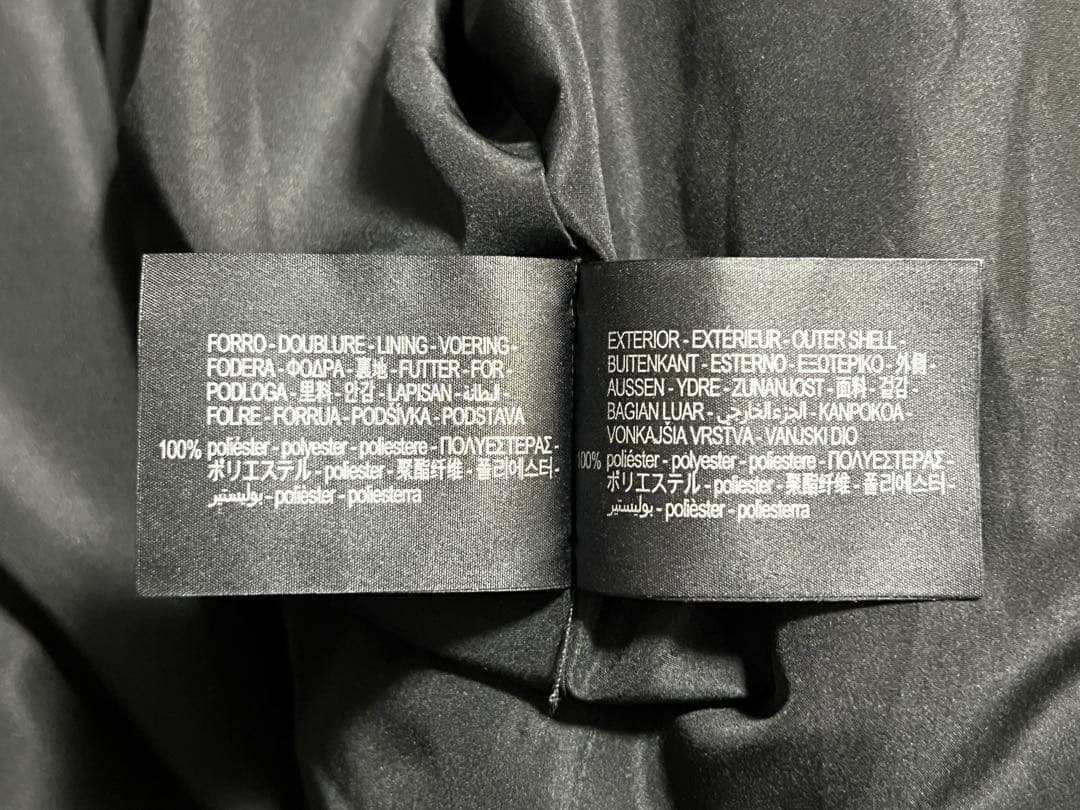 FORRO - DOUBLURE - LINING - VOERING -
FODERA - ΦΟΔΡΑ - 裏地 - FUTTER - FOR -
PODLOGA - 里料 - 안감 - LAPISAN - البطانة -
FOLRE - FORRUA - PODŠÍVKA - PODSTAVA
100% poliéster - polyester - poliestere - ΠΟΛΥΕΣΤΕΡΑΣ -
ポリエステル - poliester - 聚酯纤维 - 폴리에스터 -
بوليستير - polièster - poliesterra
EXTERIOR - EXTÉRIEUR - OUTER SHELL -
BUITENKANT - ESTERNO - ΕΞΩΤΕΡΙΚΟ - 外側 -
AUSSEN - YDRE - ZUNANJOST - 面料 - 겉감 -
BAGIAN LUAR - الجزء الخارجي - KANPOKOA -
VONKAJŠIA VRSTVA - VANJSKI DIO
100% poliéster - polyester - poliestere - ΠΟΛΥΕΣΤΕΡΑΣ -
ポリエステル - poliester - 聚酯纤维 - 폴리에스터 -
بوليستير - polièster - poliesterra